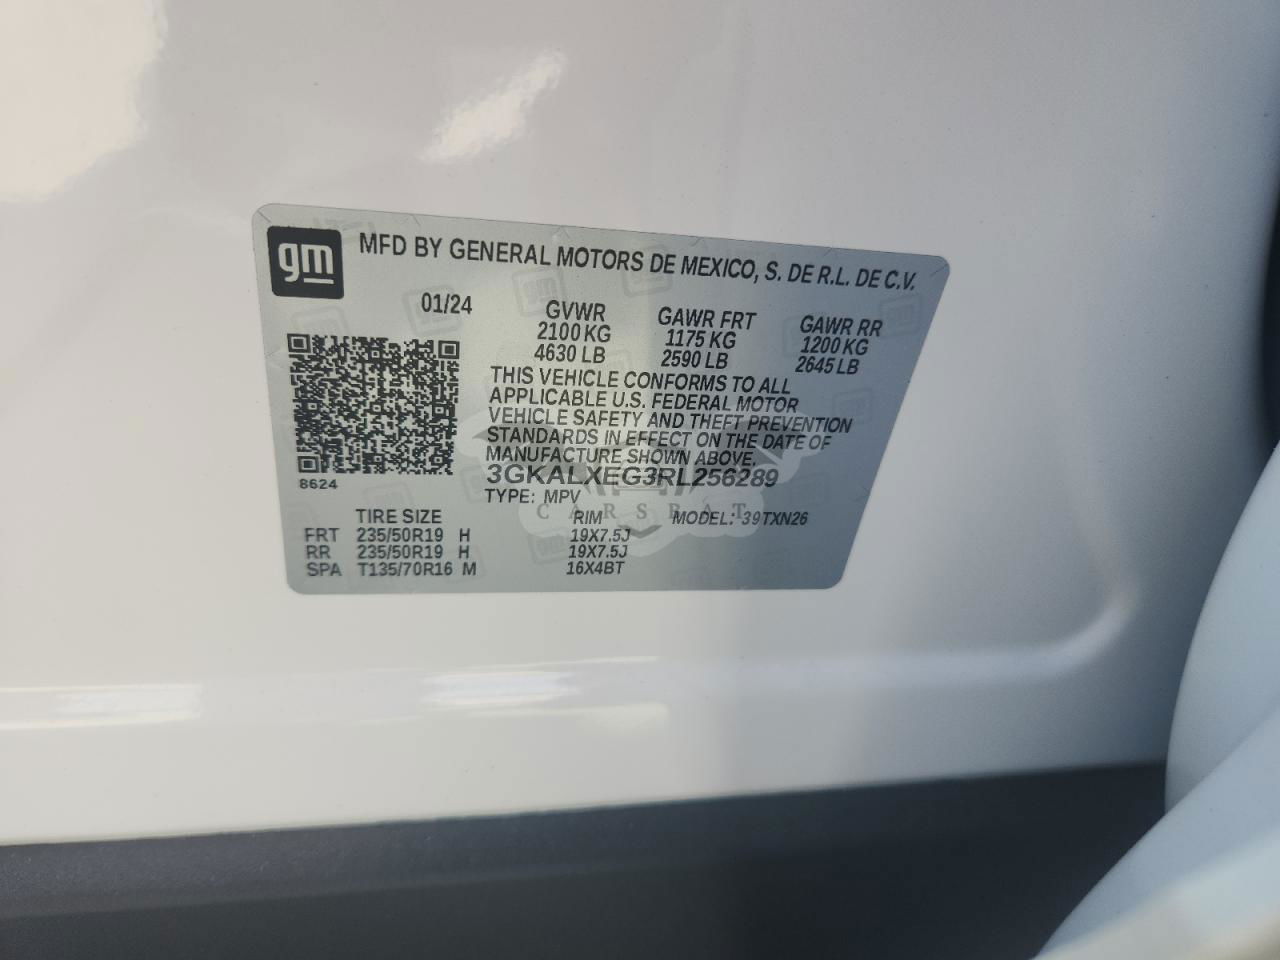 gm
MFD BY GENERAL MOTORS DE MEXICO, S. DE R.L. DE C.V.
01/24
GVWR GAWR FRT GAWR RR
2100 KG 1175 KG 1200 KG
4630 LB 2590 LB 2645 LB
THIS VEHICLE CONFORMS TO ALL
APPLICABLE U.S. FEDERAL MOTOR
VEHICLE SAFETY AND THEFT PREVENTION
STANDARDS IN EFFECT ON THE DATE OF
MANUFACTURE SHOWN ABOVE.
3GKALXEG3RL256289
8624
TYPE: MPV
CARSBAT
TIRE SIZE RIM MODEL: 39TXN26
FRT 235/50R19 H 19X7.5J
RR 235/50R19 H 19X7.5J
SPA T135/70R16 M 16X4BT